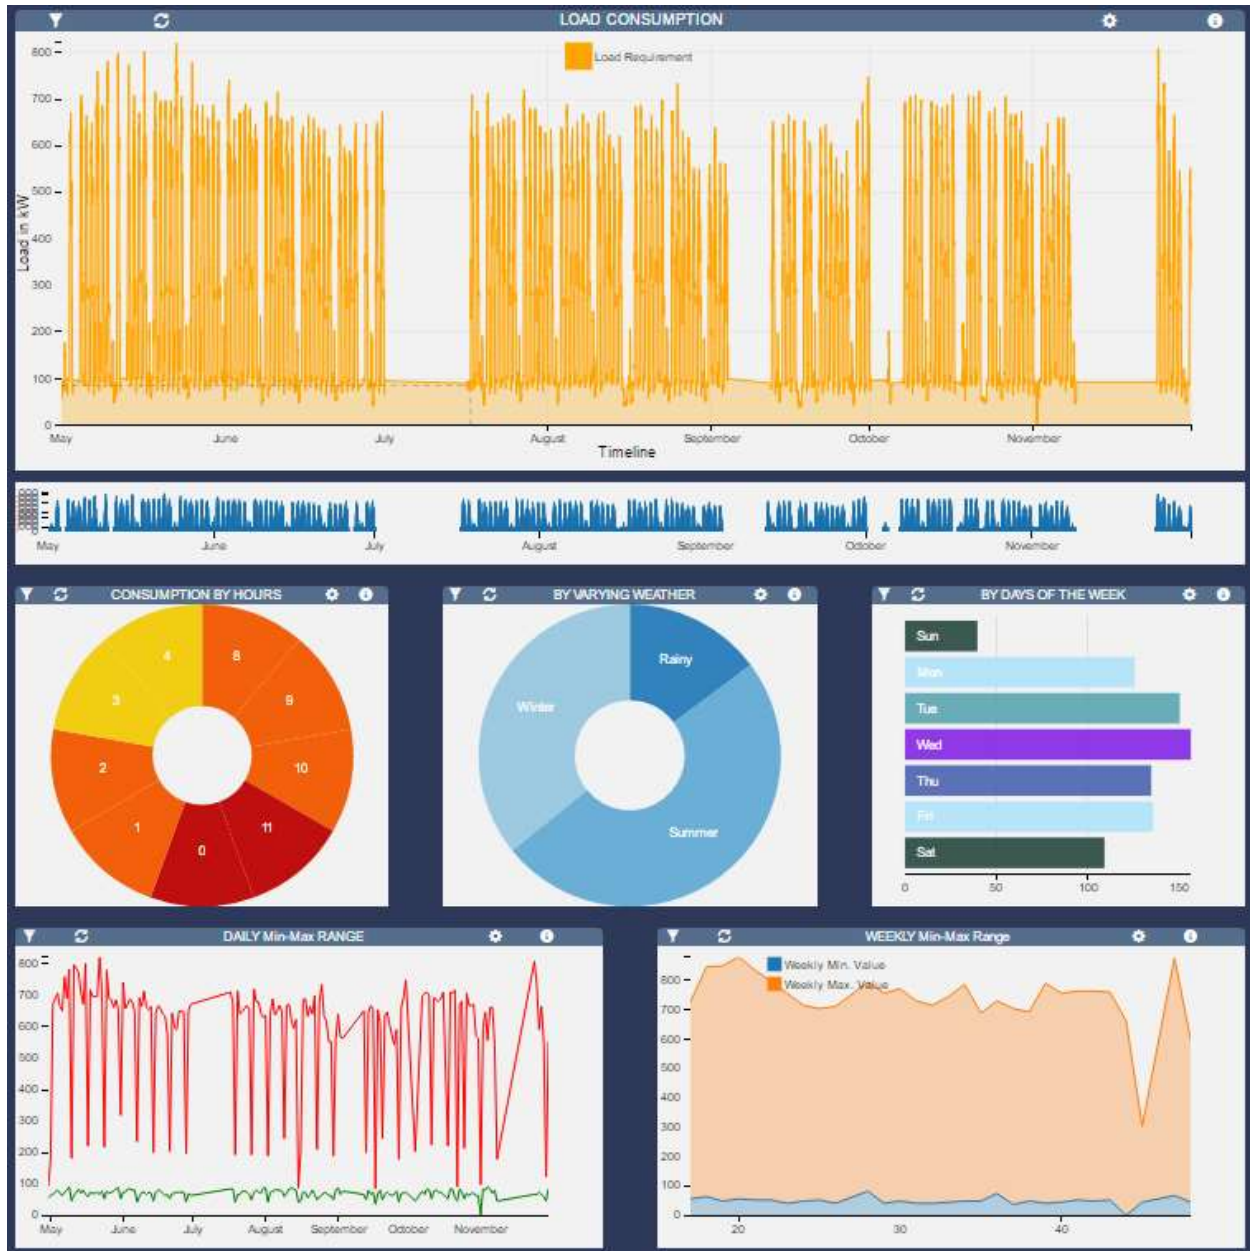 LOAD CONSUMPTION
Load Requirement
800
700
600
500
400
300
200
100
0
Load in kW
May June July August September October November
Timeline
0
May June July August September October November
CONSUMPTION BY HOURS
4 8
3 9
2 10
1 11
0
BY VARYING WEATHER
Rainy
Winter
Summer
BY DAYS OF THE WEEK
Sun
Mon
Tue
Wed
Thu
Fri
Sat
0 50 100 150
DAILY Min-Max RANGE
800
700
600
500
400
300
200
100
0
May June July August September October November
WEEKLY Min-Max Range
Weekly Min. Value
Weekly Max. Value
800
700
600
500
400
300
200
100
0
20 30 40